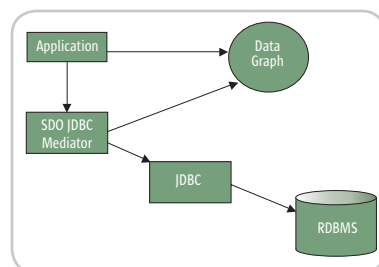 Application
Data
Graph
SDO JDBC
Mediator
JDBC
RDBMS